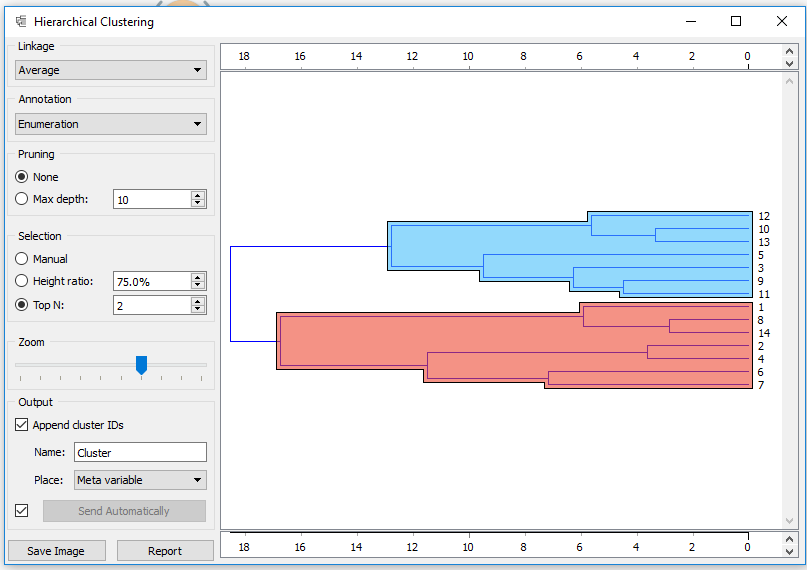 Hierarchical Clustering
Linkage
Average
Annotation
Enumeration
Pruning
None
Max depth: 10
Selection
Manual
Height ratio: 75.0%
Top N: 2
Zoom
Output
Append cluster IDs
Name: Cluster
Place: Meta variable
Send Automatically
Save Image Report
18 16 14 12 10 8 6 4 2 0
12
10
13
5
3
9
11
1
8
14
2
4
6
7
18 16 14 12 10 8 6 4 2 0